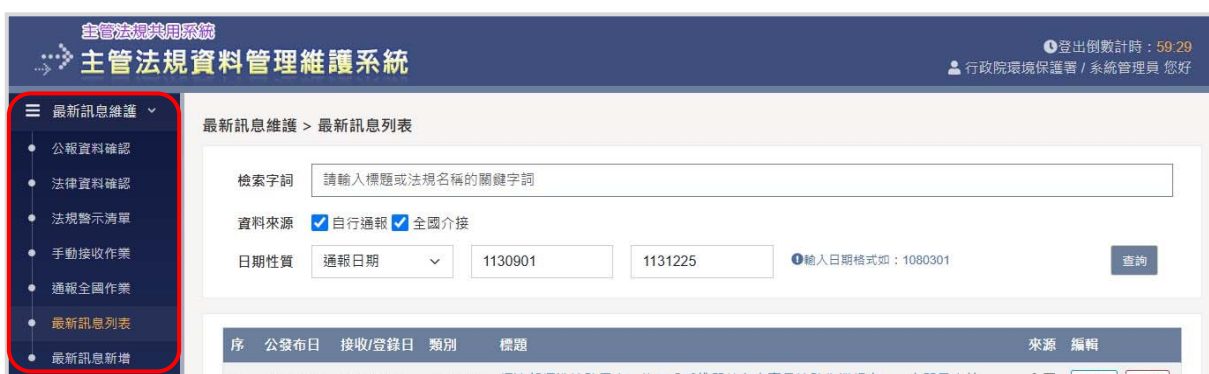 主管法規共用系統
主管法規資料管理維護系統
登出倒數計時：59:29
行政院環境保護署 / 系統管理員 您好
最新訊息維護
公報資料確認
法律資料確認
法規警示清單
手動接收作業
通報全國作業
最新訊息列表
最新訊息新增
最新訊息維護 > 最新訊息列表
檢索字詞 請輸入標題或法規名稱的關鍵字詞
資料來源 自行通報 全國介接
日期性質 通報日期 1130901 1131225 輸入日期格式如：1080301 查詢
序 公發布日 接收/登錄日 類別 標題 來源 編輯